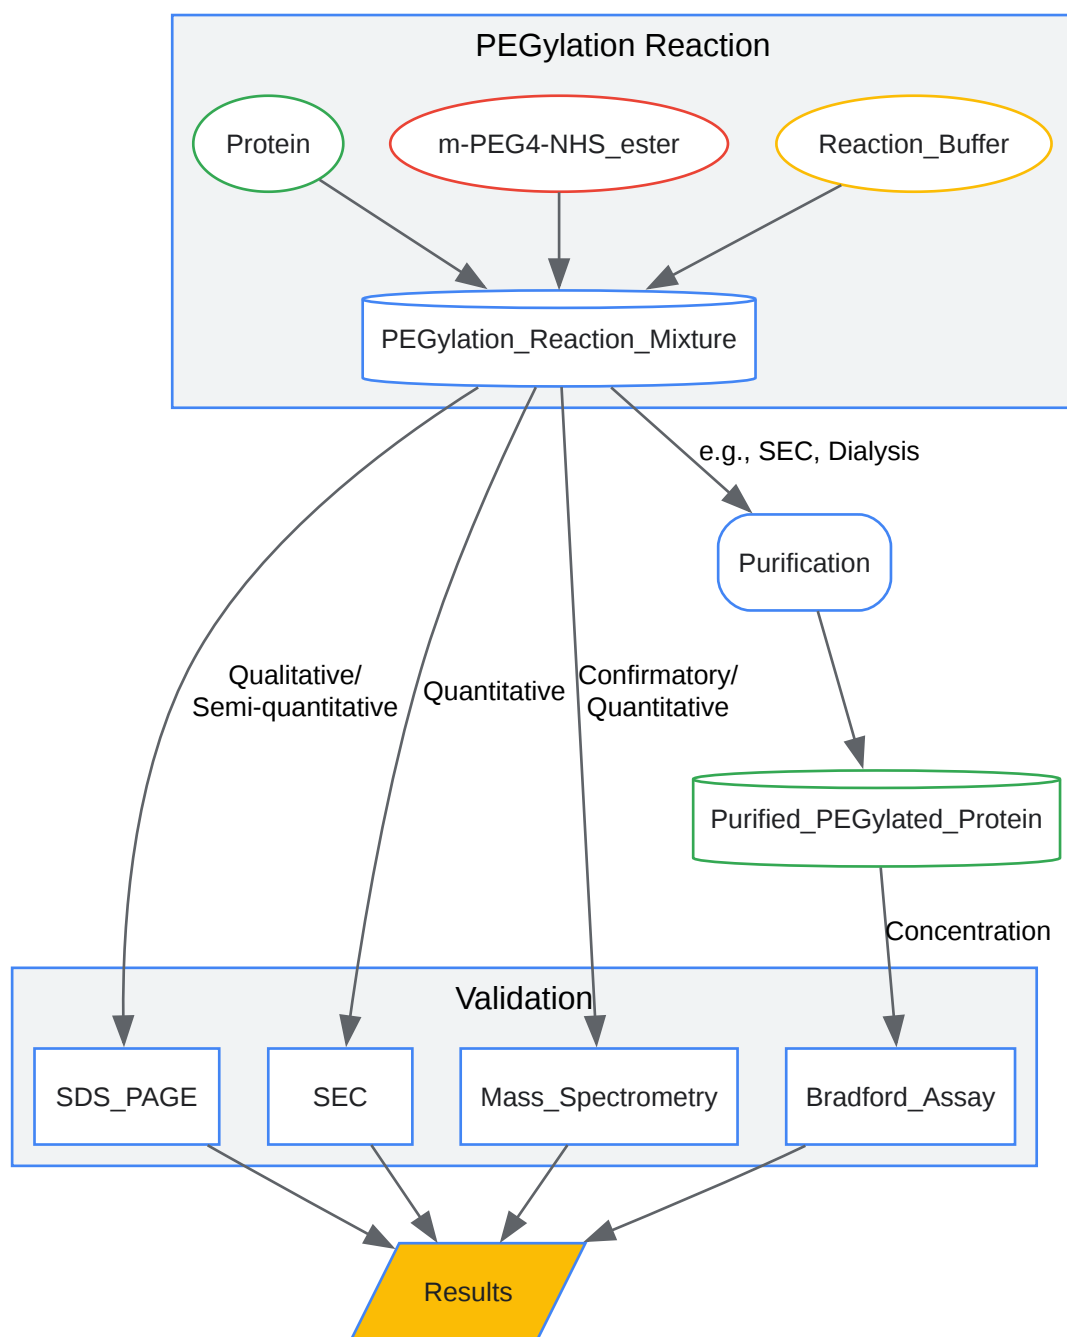 PEGylation Reaction
Protein
m-PEG4-NHS_ester
Reaction_Buffer
PEGylation_Reaction_Mixture
e.g., SEC, Dialysis
Purification
Qualitative/
Semi-quantitative
Quantitative
Confirmatory/
Quantitative
Purified_PEGylated_Protein
Concentration
Validation
SDS_PAGE
SEC
Mass_Spectrometry
Bradford_Assay
Results